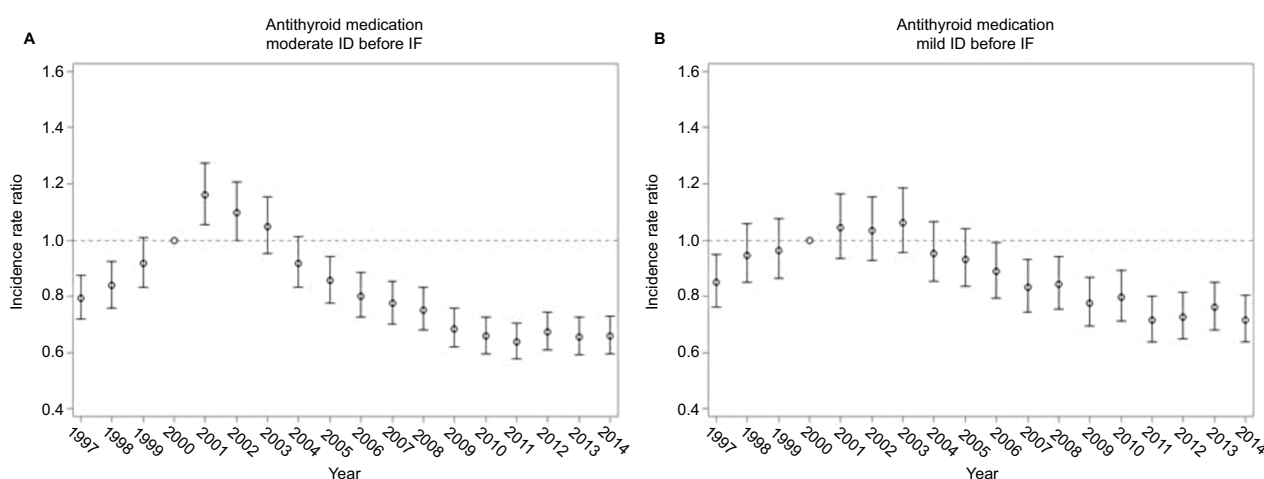 A
Antithyroid medication
moderate ID before IF
Incidence rate ratio
1.6
1.4
1.2
1.0
0.8
0.6
0.4
1997 1998 1999 2000 2001 2002 2003 2004 2005 2006 2007 2008 2009 2010 2011 2012 2013 2014
Year
B
Antithyroid medication
mild ID before IF
Incidence rate ratio
1.6
1.4
1.2
1.0
0.8
0.6
0.4
1997 1998 1999 2000 2001 2002 2003 2004 2005 2006 2007 2008 2009 2010 2011 2012 2013 2014
Year